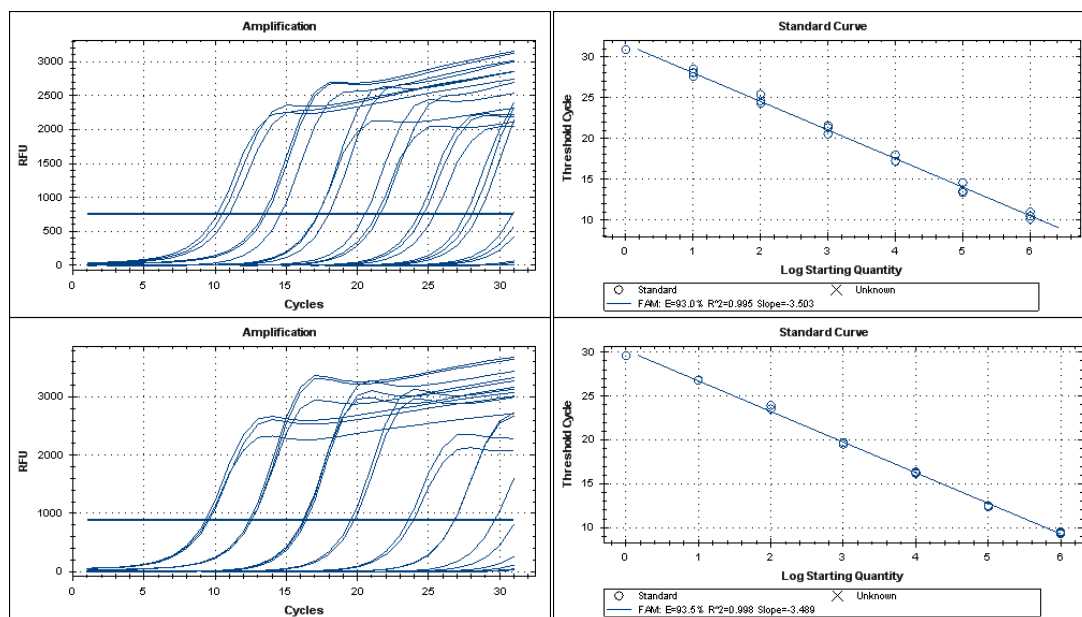 Amplification
3000
2500
2000
1500
1000
500
0
RFU
0 5 10 15 20 25 30
Cycles
Standard Curve
30
25
20
15
10
Threshold Cycle
0 1 2 3 4 5 6
Log Starting Quantity
Standard Unknown
FAM: E=93.0% R^2=0.995 Slope=-3.503
Amplification
3000
2000
1000
0
RFU
0 5 10 15 20 25 30
Cycles
Standard Curve
30
25
20
15
10
Threshold Cycle
0 1 2 3 4 5 6
Log Starting Quantity
Standard Unknown
FAM: E=93.5% R^2=0.998 Slope=-3.489